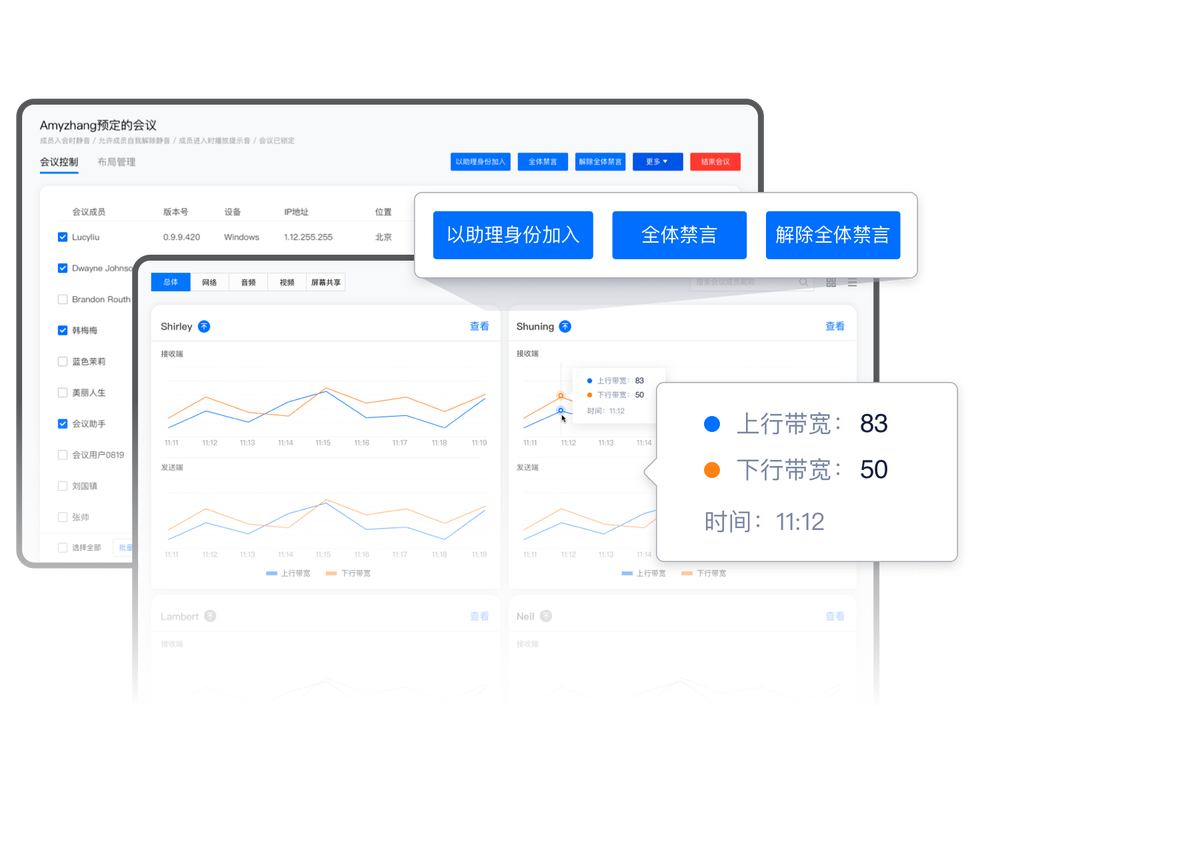 Amyzhang预定的会议
成员入会时静音 / 允许成员自我解除静音 / 成员进入时播放提示音 / 会议已锁定
会议控制 布局管理
以助理身份加入 全体禁言 解除全体禁言 更多 结束会议
会议成员 版本号 设备 IP地址 位置
Lucyliu 0.9.9.420 Windows 1.12.255.255 北京
以助理身份加入 全体禁言 解除全体禁言
Dwayne Johnso
Brandon Routh
韩梅梅
蓝色茉莉
美丽人生
会议助手
会议用户0819
刘国镇
张帅
选择全部 批量
总体 网络 音频 视频 屏幕共享
Shirley 查看
接收端
11:11 11:12 11:13 11:14 11:15 11:16 11:17 11:18 11:19
发送端
11:11 11:12 11:13 11:14 11:15 11:16 11:17 11:18 11:19
上行带宽 下行带宽
Shuning 查看
接收端
上行带宽: 83
下行带宽: 50
时间: 11:12
11:11 11:12 11:13 11:14
发送端
11:11 11:12 11:13 11:14
上行带宽 下行带宽
上行带宽: 83
下行带宽: 50
时间: 11:12
Lambert 查看
接收端
Neil 查看
接收端